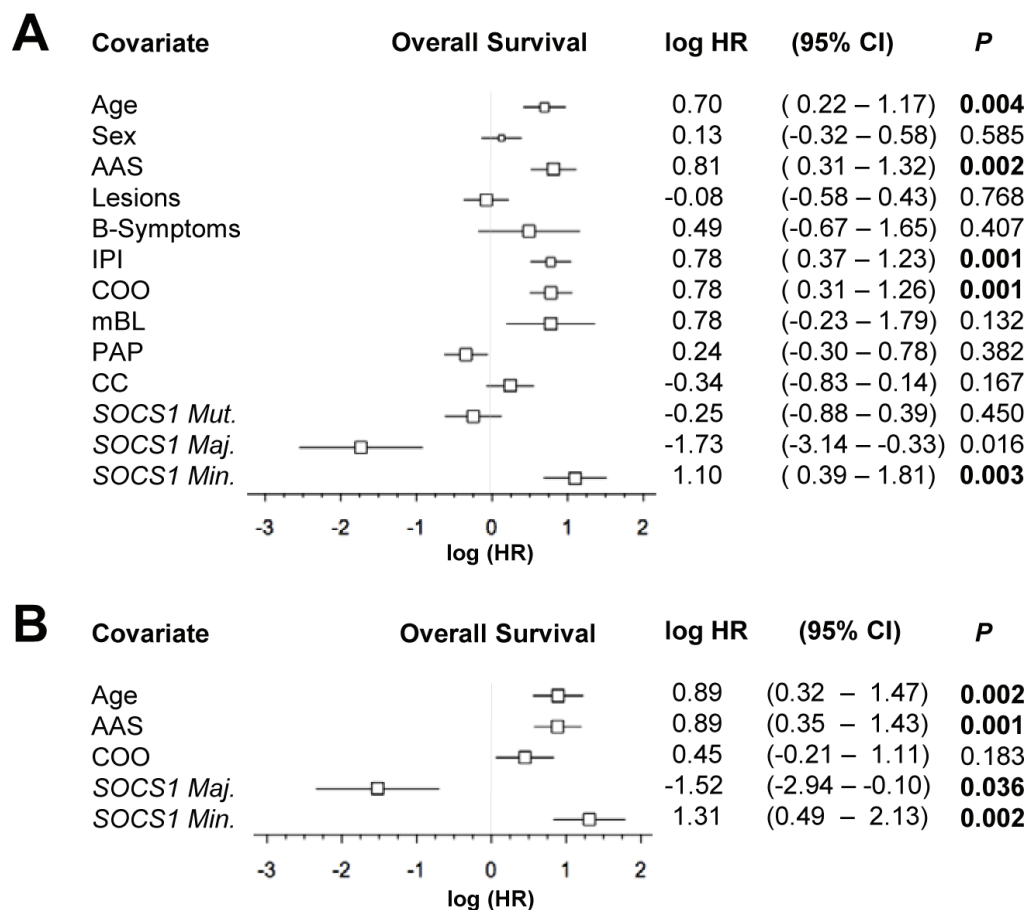 A Covariate Overall Survival log HR (95% CI) P
Age 0.70 ( 0.22 – 1.17) 0.004
Sex 0.13 (-0.32 – 0.58) 0.585
AAS 0.81 ( 0.31 – 1.32) 0.002
Lesions -0.08 (-0.58 – 0.43) 0.768
B-Symptoms 0.49 (-0.67 – 1.65) 0.407
IPI 0.78 ( 0.37 – 1.23) 0.001
COO 0.78 ( 0.31 – 1.26) 0.001
mBL 0.78 (-0.23 – 1.79) 0.132
PAP 0.24 (-0.30 – 0.78) 0.382
CC -0.34 (-0.83 – 0.14) 0.167
SOCS1 Mut. -0.25 (-0.88 – 0.39) 0.450
SOCS1 Maj. -1.73 (-3.14 – -0.33) 0.016
SOCS1 Min. 1.10 ( 0.39 – 1.81) 0.003
-3 -2 -1 0 1 2
log (HR)
B Covariate Overall Survival log HR (95% CI) P
Age 0.89 (0.32 – 1.47) 0.002
AAS 0.89 (0.35 – 1.43) 0.001
COO 0.45 (-0.21 – 1.11) 0.183
SOCS1 Maj. -1.52 (-2.94 – -0.10) 0.036
SOCS1 Min. 1.31 (0.49 – 2.13) 0.002
-3 -2 -1 0 1 2
log (HR)